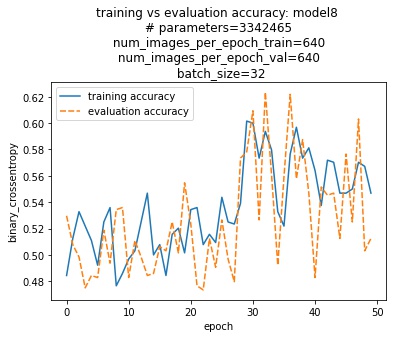 training vs evaluation accuracy: model8
# parameters=3342465
num_images_per_epoch_train=640
num_images_per_epoch_val=640
batch_size=32
training accuracy
evaluation accuracy
binary_crossentropy
0.62
0.60
0.58
0.56
0.54
0.52
0.50
0.48
0
10
20
30
40
50
epoch